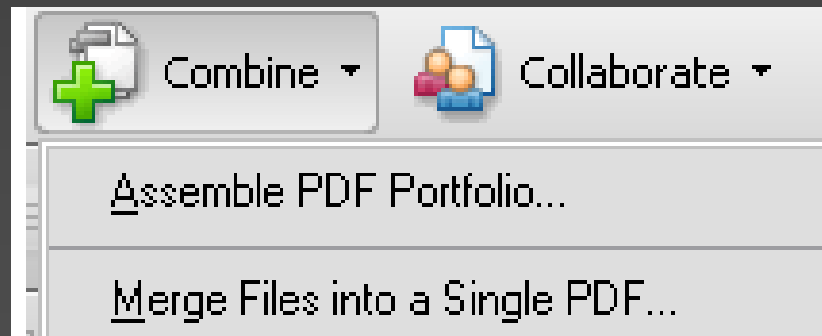 Combine Collaborate
Assemble PDF Portfolio...
Merge Files into a Single PDF...